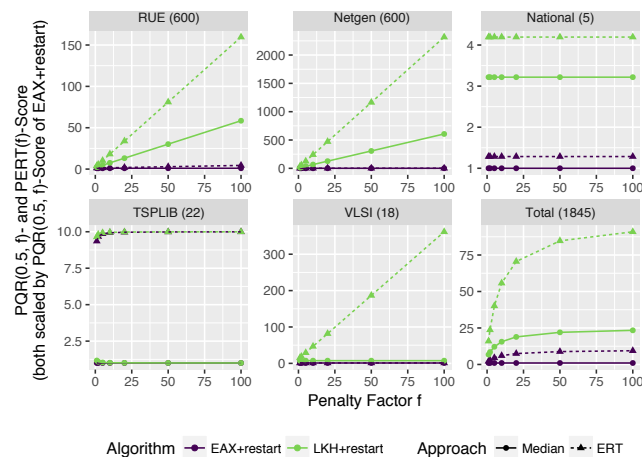 PQR(0.5, f)- and PERT(f)-Score
(both scaled by PQR(0.5, f)-Score of EAX+restart)
RUE (600)
Netgen (600)
National (5)
150
100
50
0
2000
1500
1000
500
0
4
3
2
1
0 25 50 75 100
0 25 50 75 100
0 25 50 75 100
TSPLIB (22)
VLSI (18)
Total (1845)
10.0
7.5
5.0
2.5
300
200
100
0
75
50
25
0
0 25 50 75 100
0 25 50 75 100
0 25 50 75 100
Penalty Factor f
Algorithm EAX+restart LKH+restart Approach Median ERT